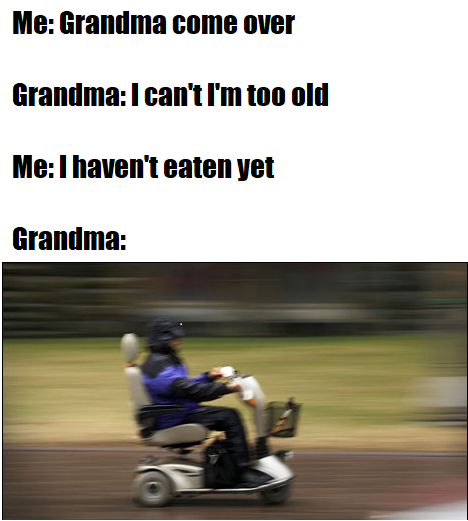 Me: Grandma come over
Grandma: I can't I'm too old
Me: I haven't eaten yet
Grandma: